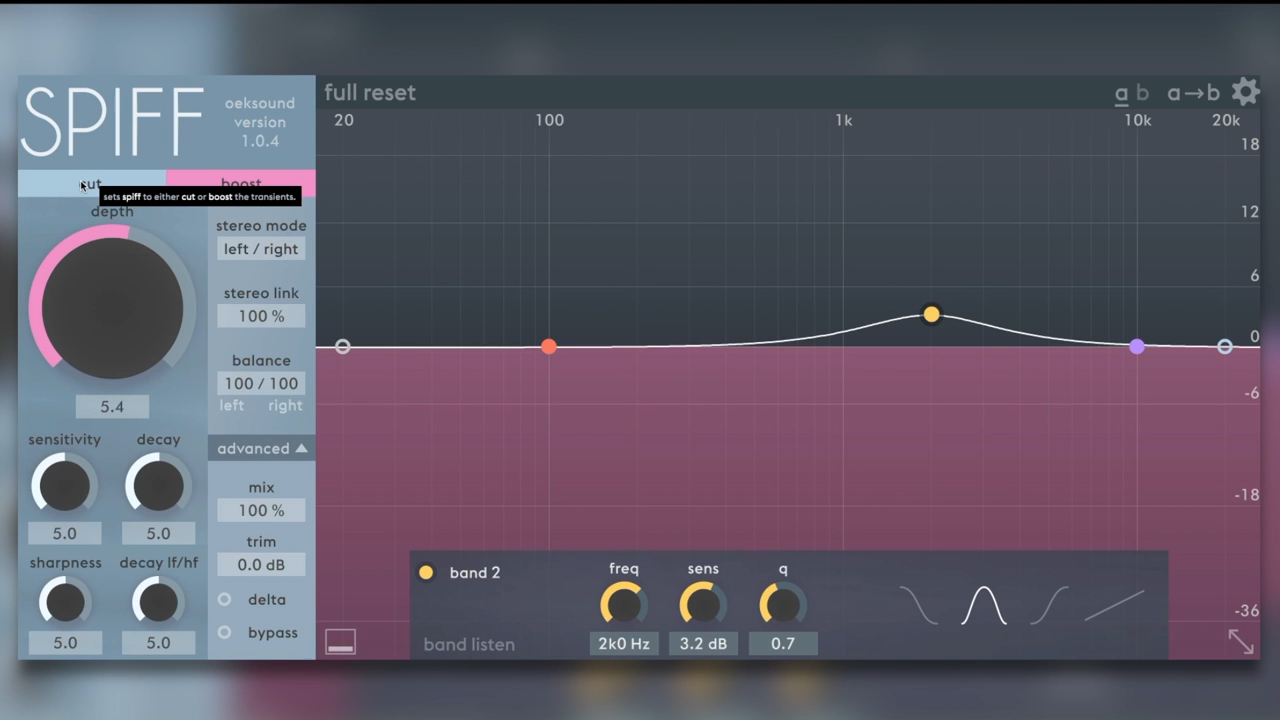 SPIFF
oeksound
version
1.0.4
full reset
a b a→b
20 100 1k 10k 20k
boost
sets spiff to either cut or boost the transients.
depth
5.4
sensitivity decay
5.0 5.0
sharpness decay lf/hf
5.0 5.0
stereo mode
left / right
stereo link
100 %
balance
100 / 100
left right
advanced
mix
100 %
trim
0.0 dB
delta
bypass
18
12
6
0
-6
-18
-36
band 2
band listen
freq sens q
2k0 Hz 3.2 dB 0.7